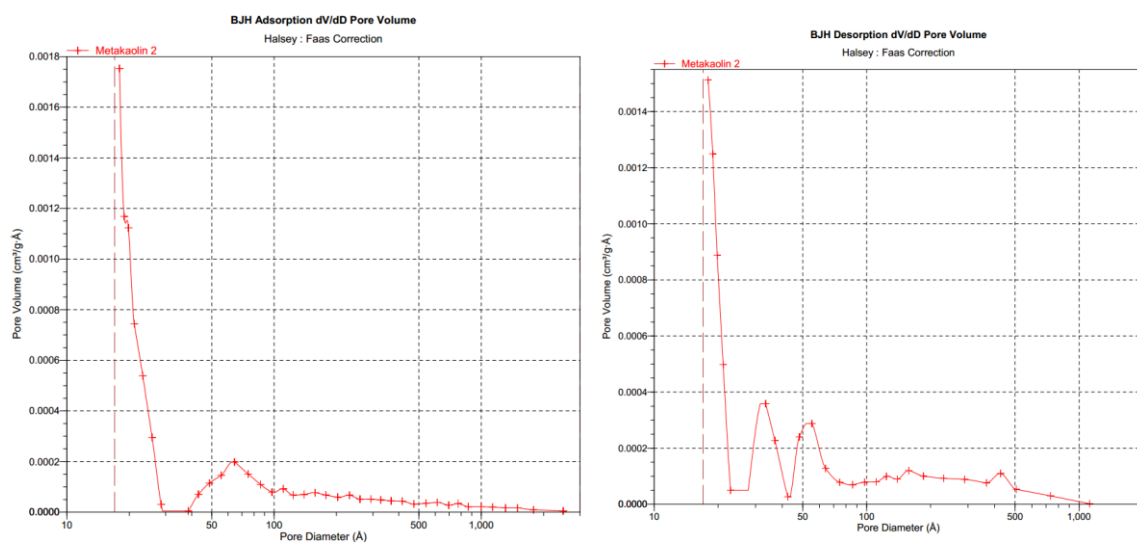 BJH Adsorption dV/dD Pore Volume
Halsey : Faas Correction
Metakaolin 2
0.0018
0.0016
0.0014
0.0012
0.0010
0.0008
0.0006
0.0004
0.0002
0.0000
Pore Volume (cm³/g·Å)
10
50
100
500
1,000
Pore Diameter (Å)
BJH Desorption dV/dD Pore Volume
Halsey : Faas Correction
Metakaolin 2
0.0014
0.0012
0.0010
0.0008
0.0006
0.0004
0.0002
0.0000
Pore Volume (cm³/g·Å)
10
50
100
500
1,000
Pore Diameter (Å)